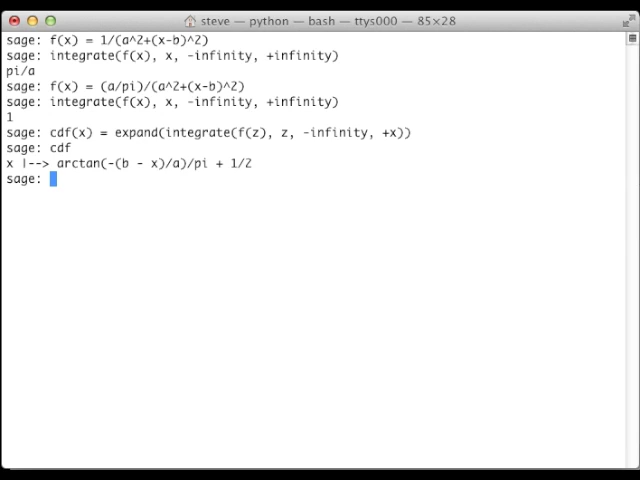 steve — python — bash — ttys000 — 85×28
sage: f(x) = 1/(a^2+(x-b)^2)
sage: integrate(f(x), x, -infinity, +infinity)
pi/a
sage: f(x) = (a/pi)/(a^2+(x-b)^2)
sage: integrate(f(x), x, -infinity, +infinity)
1
sage: cdf(x) = expand(integrate(f(z), z, -infinity, +x))
sage: cdf
x |--> arctan(-(b - x)/a)/pi + 1/2
sage: